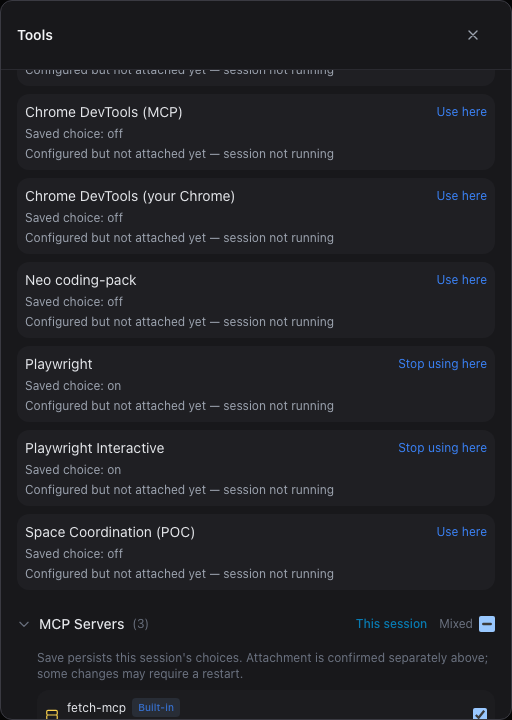 Tools
Configured but not attached yet — session not running
Chrome DevTools (MCP)
Use here
Saved choice: off
Configured but not attached yet — session not running
Chrome DevTools (your Chrome)
Use here
Saved choice: off
Configured but not attached yet — session not running
Neo coding-pack
Use here
Saved choice: off
Configured but not attached yet — session not running
Playwright
Stop using here
Saved choice: on
Configured but not attached yet — session not running
Playwright Interactive
Stop using here
Saved choice: on
Configured but not attached yet — session not running
Space Coordination (POC)
Use here
Saved choice: off
Configured but not attached yet — session not running
MCP Servers (3)
This session
Mixed
Save persists this session's choices. Attachment is confirmed separately above;
some changes may require a restart.
fetch-mcp
Built-in